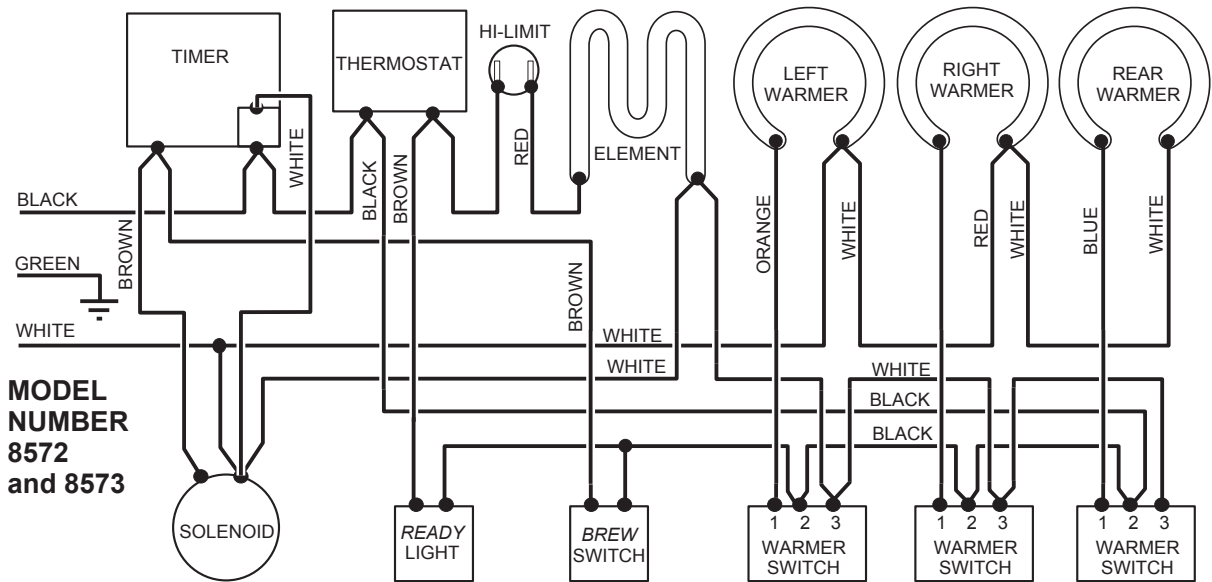 TIMER
THERMOSTAT
HI-LIMIT
ELEMENT
LEFT
WARMER
RIGHT
WARMER
REAR
WARMER
WHITE
RED
BLACK
BLACK
BROWN
ORANGE
WHITE
RED
WHITE
BLUE
WHITE
BROWN
GREEN
BROWN
WHITE
WHITE
WHITE
WHITE
BLACK
BLACK
MODEL
NUMBER
8572
and 8573
SOLENOID
READY
LIGHT
BREW
SWITCH
1 2 3
WARMER
SWITCH
1 2 3
WARMER
SWITCH
1 2 3
WARMER
SWITCH